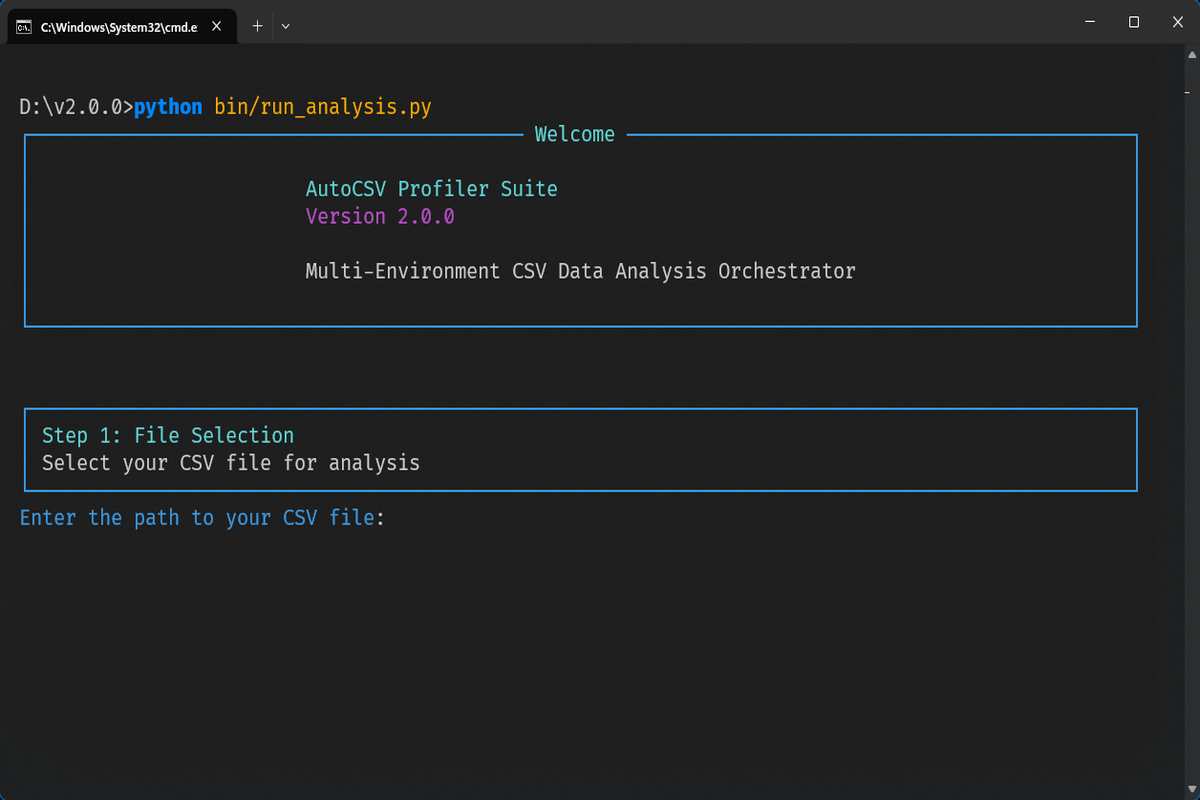 C:\Windows\System32\cmd.e
D:\v2.0.0>python bin/run_analysis.py
Welcome
AutoCSV Profiler Suite
Version 2.0.0
Multi-Environment CSV Data Analysis Orchestrator
Step 1: File Selection
Select your CSV file for analysis
Enter the path to your CSV file: